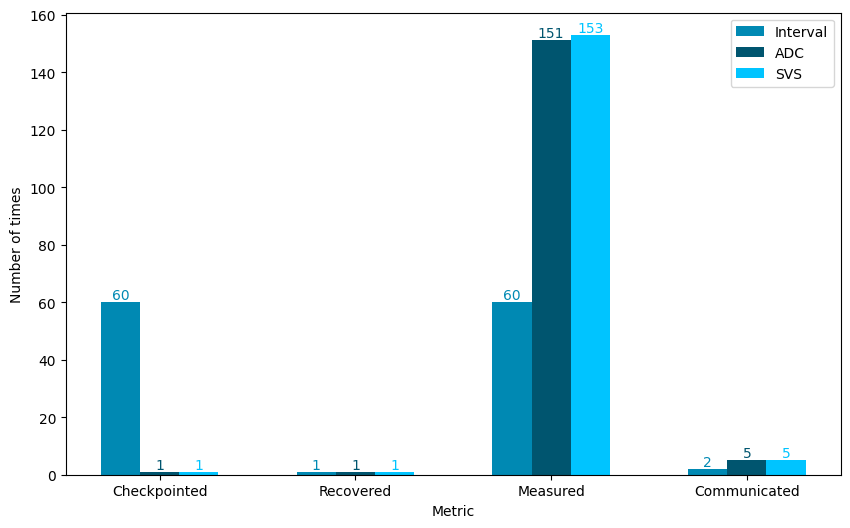 160
140
120
100
80
60
40
20
0
Number of times
60
1
1
1
1
1
60
151
153
2
5
5
Interval
ADC
SVS
Checkpointed
Recovered
Measured
Communicated
Metric